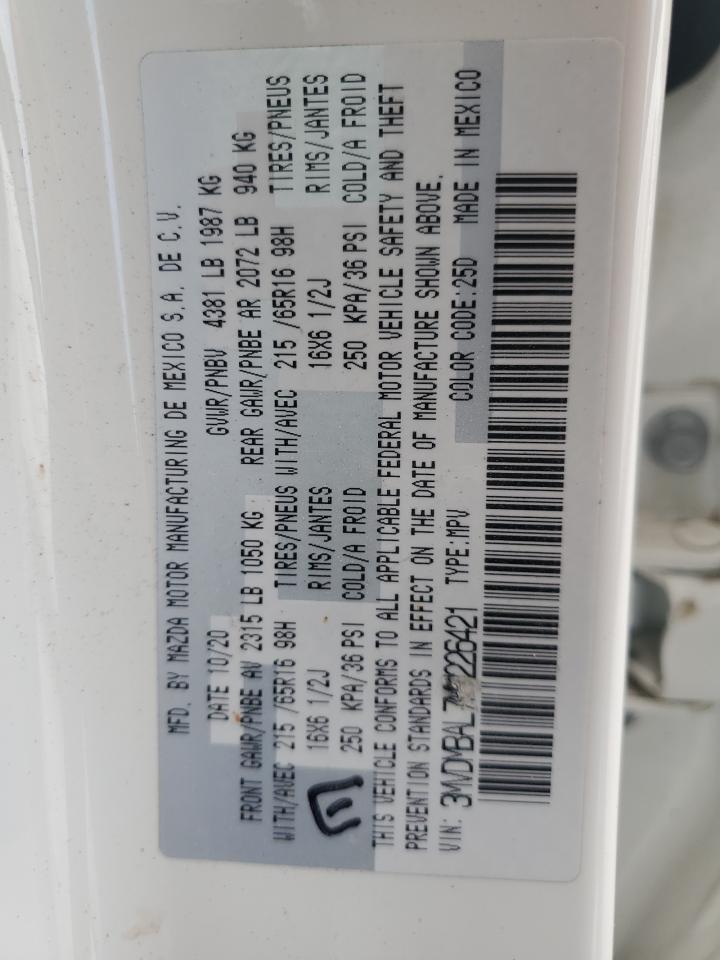 MFD. BY MAZDA MOTOR MANUFACTURING DE MEXICO S.A. DE C.V.
DATE 10/20 GVWR/PNBV 4381 LB 1987 KG
FRONT GAWR/PNBE AV 2315 LB 1050 KG REAR GAWR/PNBE AR 2072 LB 940 KG
WITH/AVEC 215 /65R16 98H TIRES/PNEUS WITH/AVEC 215 /65R16 98H TIRES/PNEUS
16X6 1/2J RIMS/JANTES 16X6 1/2J RIMS/JANTES
250 KPA/36 PSI COLD/A FROID 250 KPA/36 PSI COLD/A FROID
E
THIS VEHICLE CONFORMS TO ALL APPLICABLE FEDERAL MOTOR VEHICLE SAFETY AND THEFT
PREVENTION STANDARDS IN EFFECT ON THE DATE OF MANUFACTURE SHOWN ABOVE.
VIN: TYPE:MPV COLOR CODE:25D MADE IN MEXICO